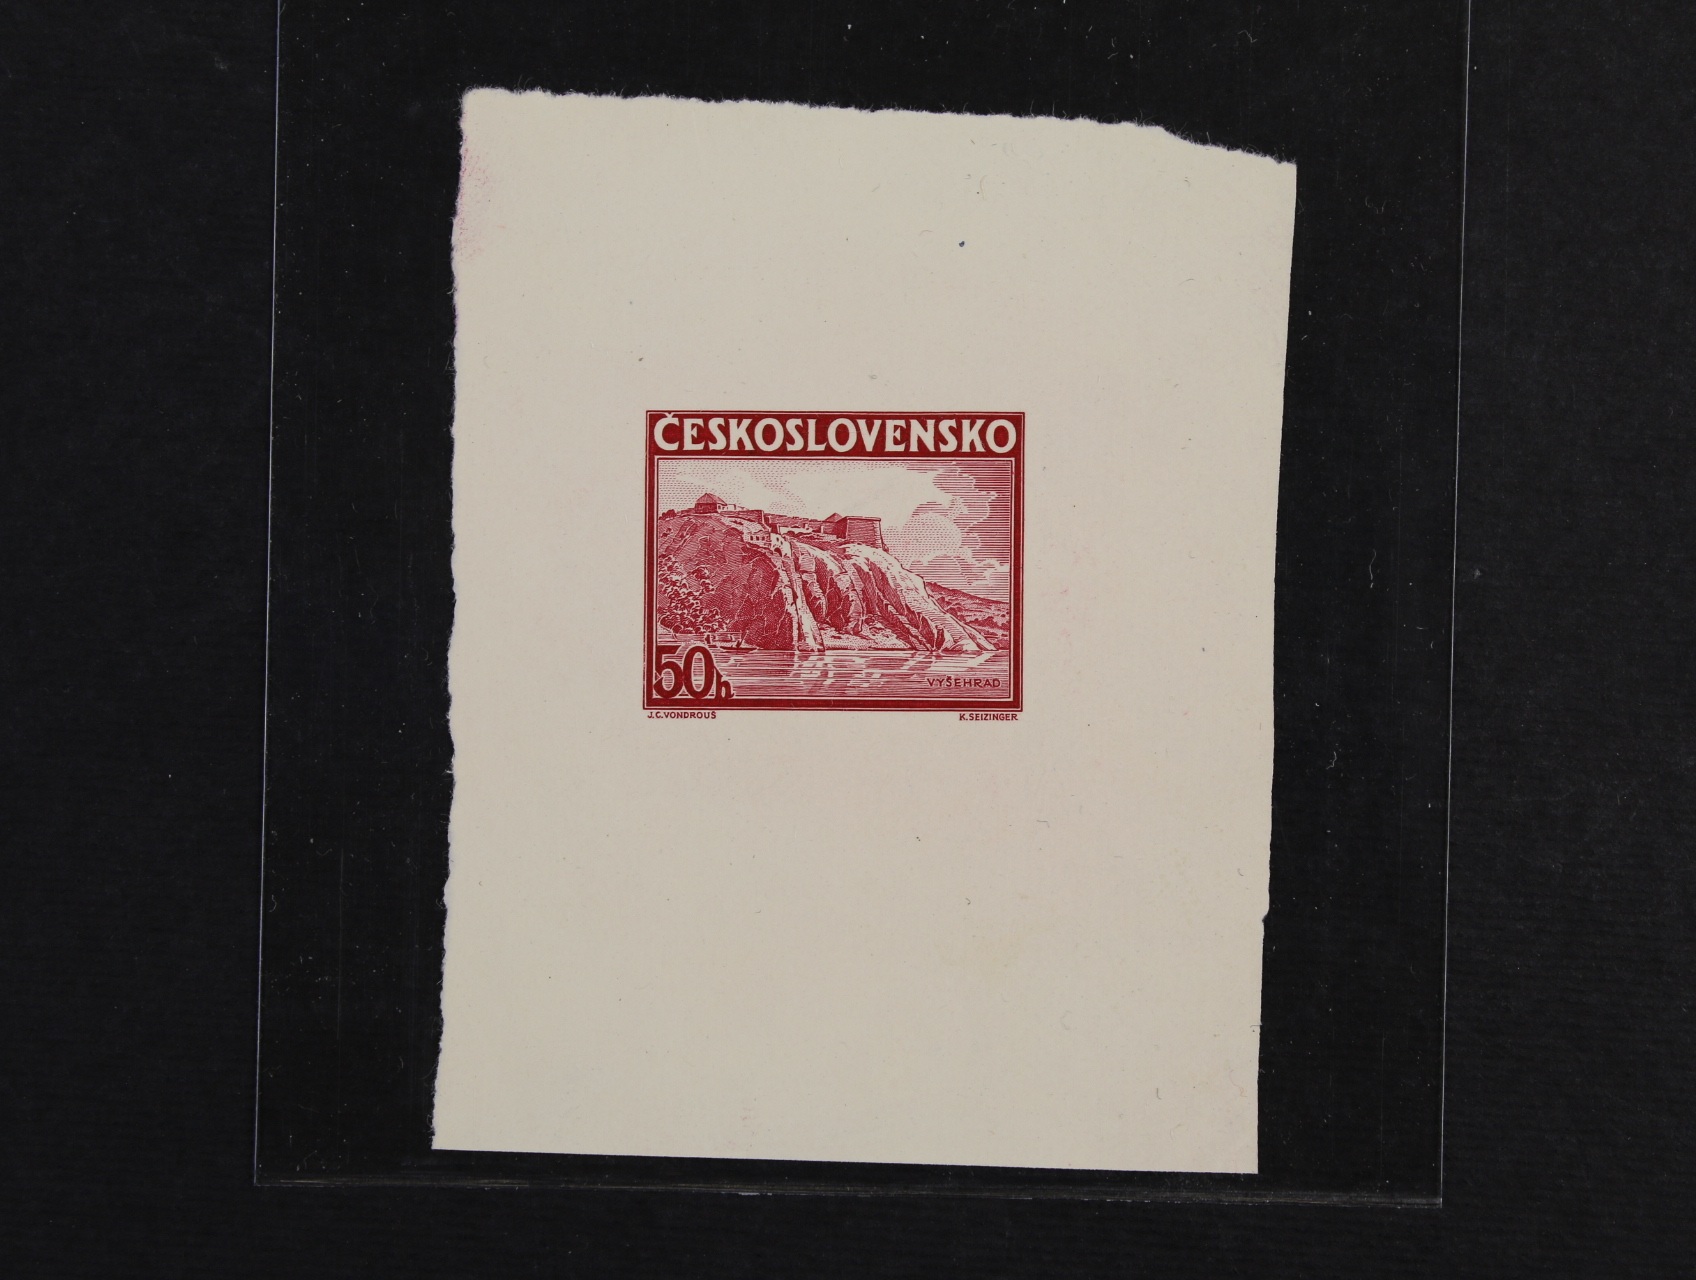 ČESKOSLOVENSKO
50h
VYŠEHRAD
J.C.VONDROUŠ
K.SEIZINGER